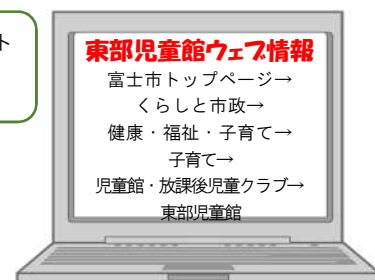 ト
東部児童館ウェブ情報
富士市トップページ→
くらしと市政→
健康・福祉・子育て→
子育て→
児童館・放課後児童クラブ→
東部児童館